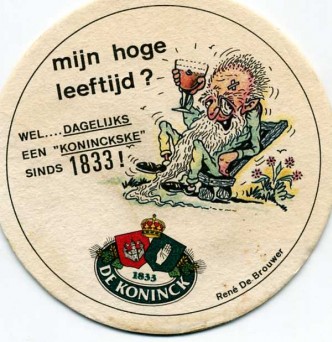 mijn hoge
leeftijd?
WEL....DAGELIJKS
EEN "KONINCKSKE"
SINDS 1833!
1833
DE KONINCK
René De Brouwer